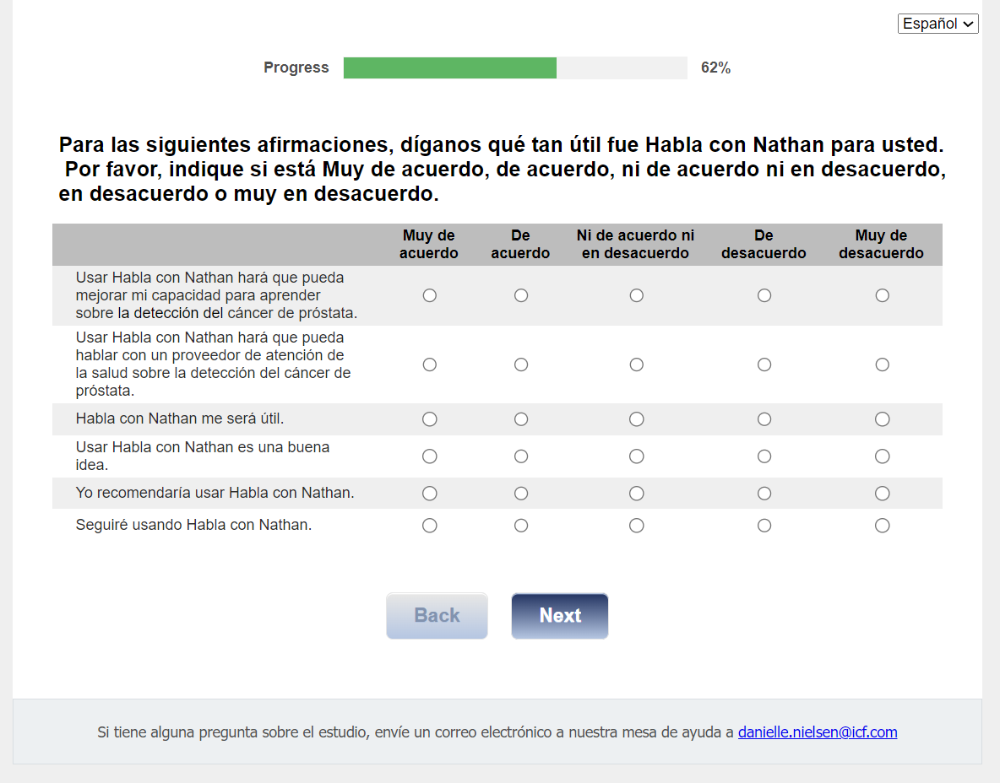 Español
Progress 62%
Para las siguientes afirmaciones, díganos qué tan útil fue Habla con Nathan para usted.
Por favor, indique si está Muy de acuerdo, de acuerdo, ni de acuerdo ni en desacuerdo,
en desacuerdo o muy en desacuerdo.
Muy de acuerdo
De acuerdo
Ni de acuerdo ni en desacuerdo
De desacuerdo
Muy de desacuerdo
Usar Habla con Nathan hará que pueda
mejorar mi capacidad para aprender
sobre la detección del cáncer de próstata.
Usar Habla con Nathan hará que pueda
hablar con un proveedor de atención de
la salud sobre la detección del cáncer de
próstata.
Habla con Nathan me será útil.
Usar Habla con Nathan es una buena
idea.
Yo recomendaría usar Habla con Nathan.
Seguiré usando Habla con Nathan.
Back Next
Si tiene alguna pregunta sobre el estudio, envíe un correo electrónico a nuestra mesa de ayuda a danielle.nielsen@icf.com